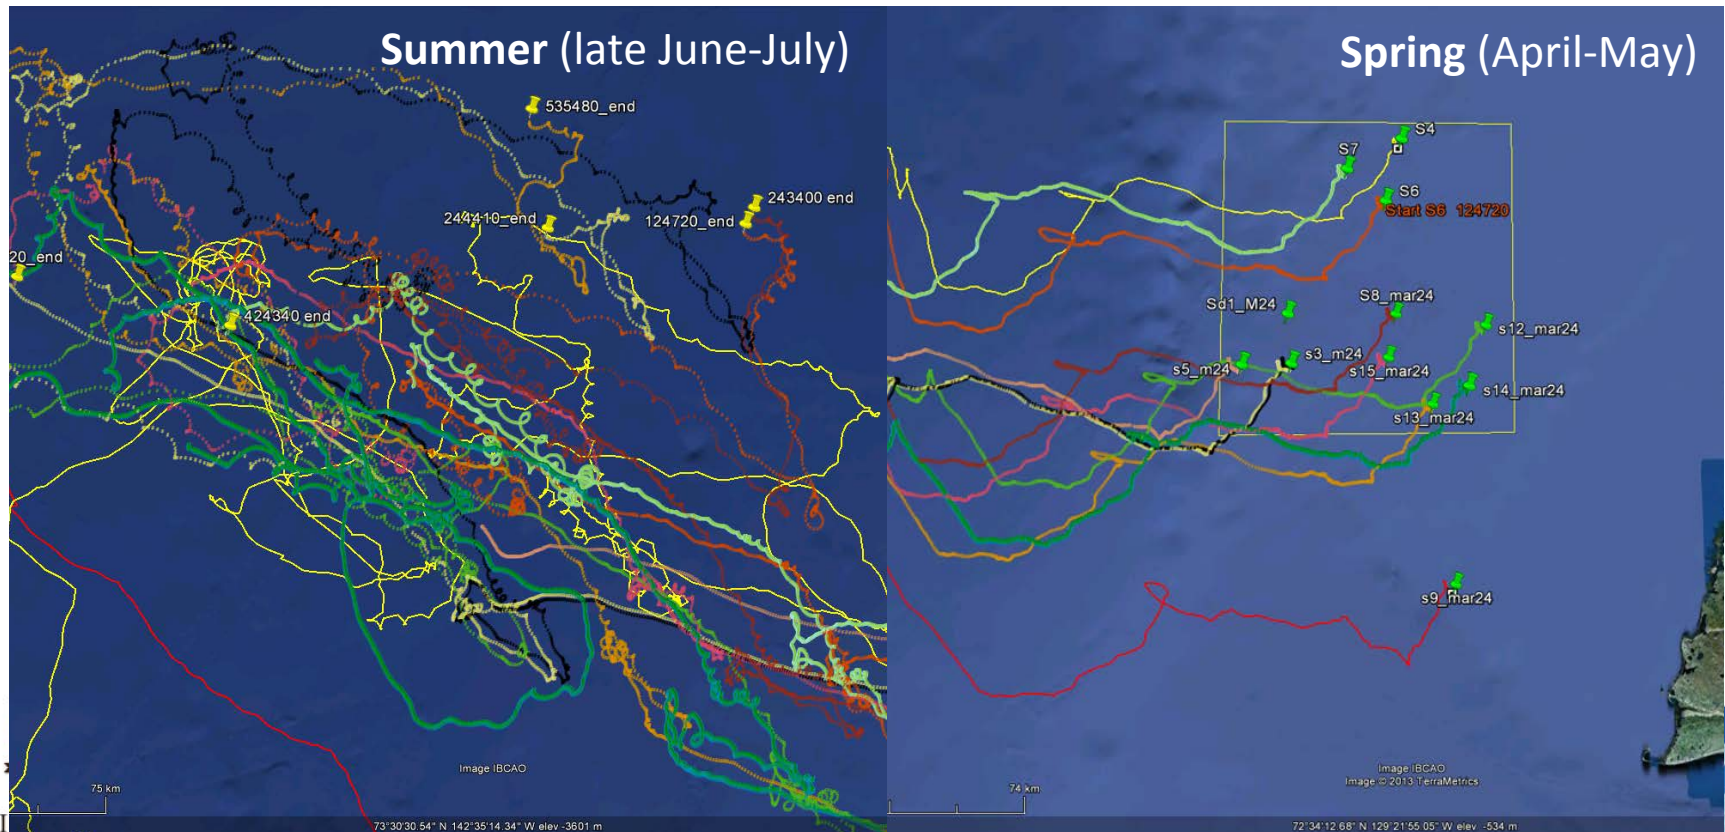 Summer (late June-July)
535480_end
243400 end
244410_end
124720_end
20_end
424340 end
Image IBCAO
75 km
73°30'30.54" N 142°35'14.34" W elev -3601 m
Spring (April-May)
S4
S7
S6
Start S6 124720
Sd1_M24
S8_mar24
s12_mar24
s3_m24
s5_m24
s15_mar24
s14_mar24
s13_mar24
s9_mar24
Image IBCAO
Image © 2013 TerraMetrics
74 km
72°34'12.68" N 129°21'55.05" W elev -534 m